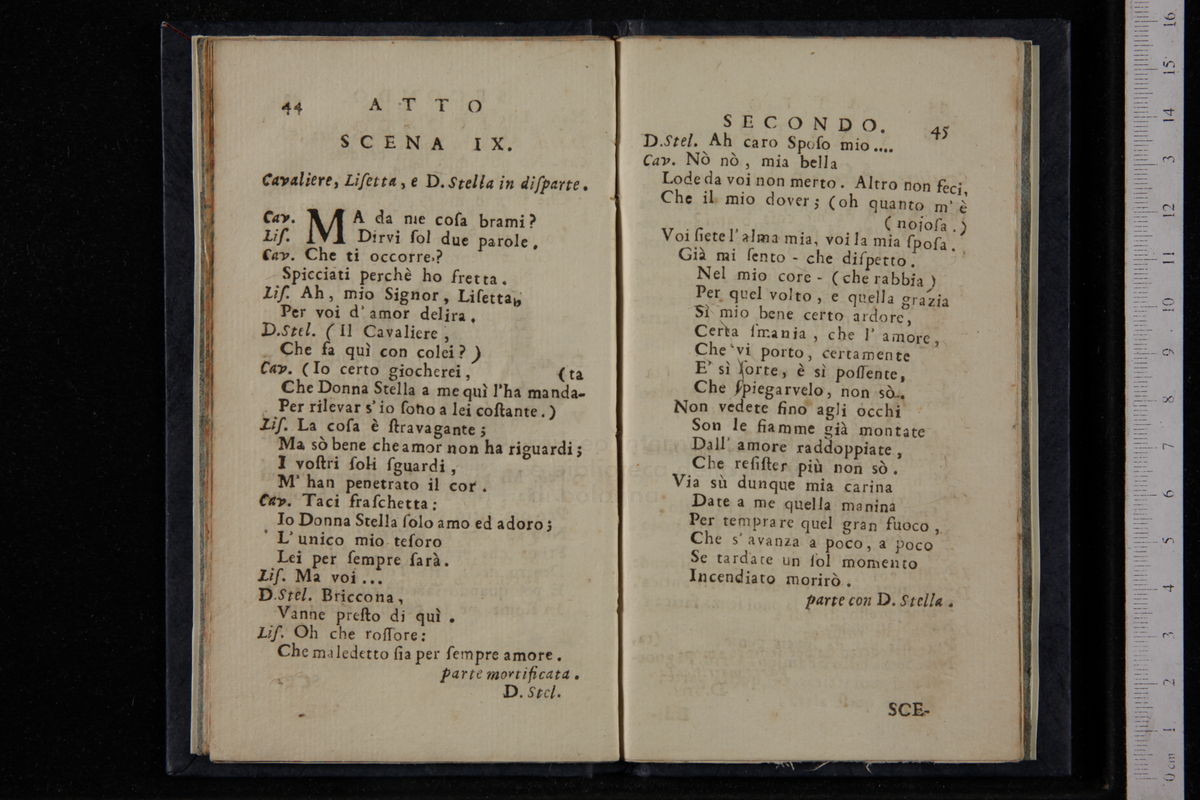 44 ATTO
SCENA IX.
Cavaliere, Liſetta, e D. Stella in diſparte.
Cav. MA da me coſa brami?
Liſ. Dirvi ſol due parole.
Cav. Che ti occorre?
Spicciati perchè ho fretta.
Liſ. Ah, mio Signor, Liſetta
Per voi d'amor delira.
D.Stel. (Il Cavaliere,
Che fa quì con colei?)
Cav. (Io certo giocherei, (ta
Che Donna Stella a me quì l'ha manda-
Per rilevar s'io ſono a lei coſtante.)
Liſ. La coſa è ſtravagante;
Ma sò bene che amor non ha riguardi;
I voſtri ſoli ſguardi,
M' han penetrato il cor.
Cav. Taci fraſchetta:
Io Donna Stella ſolo amo ed adoro;
L'unico mio teſoro
Lei per ſempre ſarà.
Liſ. Ma voi...
D.Stel. Briccona,
Vanne preſto di quì.
Liſ. Oh che roſſore:
Che maledetto ſia per ſempre amore.
parte mortificata.
D. Stel.
SECONDO. 45
D.Stel. Ah caro Spoſo mio....
Cav. Nò nò, mia bella
Lode da voi non merto. Altro non feci,
Che il mio dover; (oh quanto m'è
(nojoſa.)
Voi ſiete l'alma mia, voi la mia ſpoſa.
Già mi ſento - che diſpetto.
Nel mio core - (che rabbia)
Per quel volto, e quella grazia
Sì mio bene certo ardore,
Certa ſmania, che l'amore,
Che vi porto, certamente
E' sì forte, è sì poſſente,
Che ſpiegarvelo, non sò.
Non vedete fino agli occhi
Son le fiamme già montate
Dall' amore raddoppiate,
Che reſiſter più non sò.
Via sù dunque mia carina
Date a me quella manina
Per temprare quel gran fuoco,
Che s'avanza a poco, a poco
Se tardate un ſol momento
Incendiato morirò.
parte con D. Stella.
SCE-